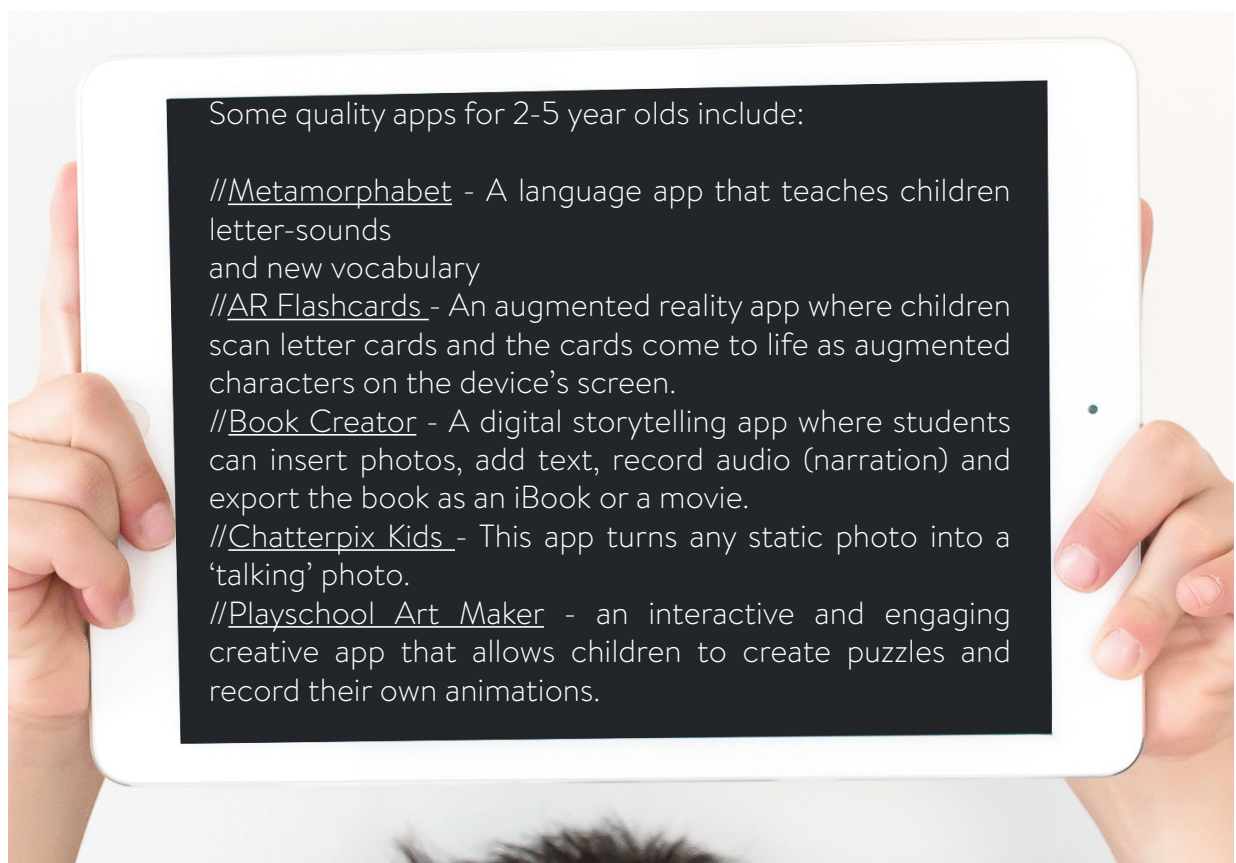 Some quality apps for 2-5 year olds include:
//Metamorphabet - A language app that teaches children
letter-sounds
and new vocabulary
//AR Flashcards - An augmented reality app where children
scan letter cards and the cards come to life as augmented
characters on the device’s screen.
//Book Creator - A digital storytelling app where students
can insert photos, add text, record audio (narration) and
export the book as an iBook or a movie.
//Chatterpix Kids - This app turns any static photo into a
‘talking’ photo.
//Playschool Art Maker - an interactive and engaging
creative app that allows children to create puzzles and
record their own animations.